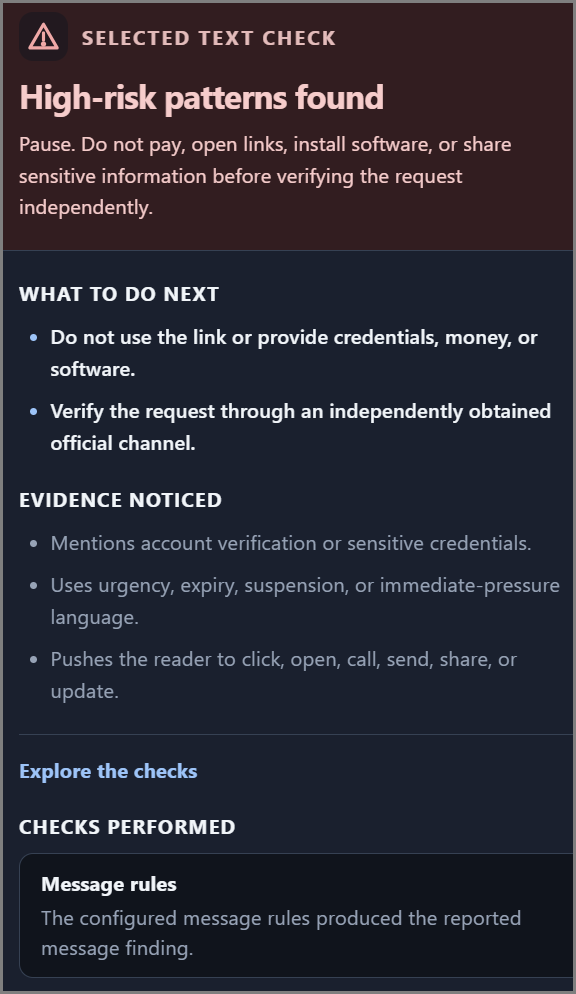 SELECTED TEXT CHECK
High-risk patterns found
Pause. Do not pay, open links, install software, or share
sensitive information before verifying the request
independently.
WHAT TO DO NEXT
• Do not use the link or provide credentials, money, or
software.
• Verify the request through an independently obtained
official channel.
EVIDENCE NOTICED
• Mentions account verification or sensitive credentials.
• Uses urgency, expiry, suspension, or immediate-pressure
language.
• Pushes the reader to click, open, call, send, share, or
update.
Explore the checks
CHECKS PERFORMED
Message rules
The configured message rules produced the reported
message finding.